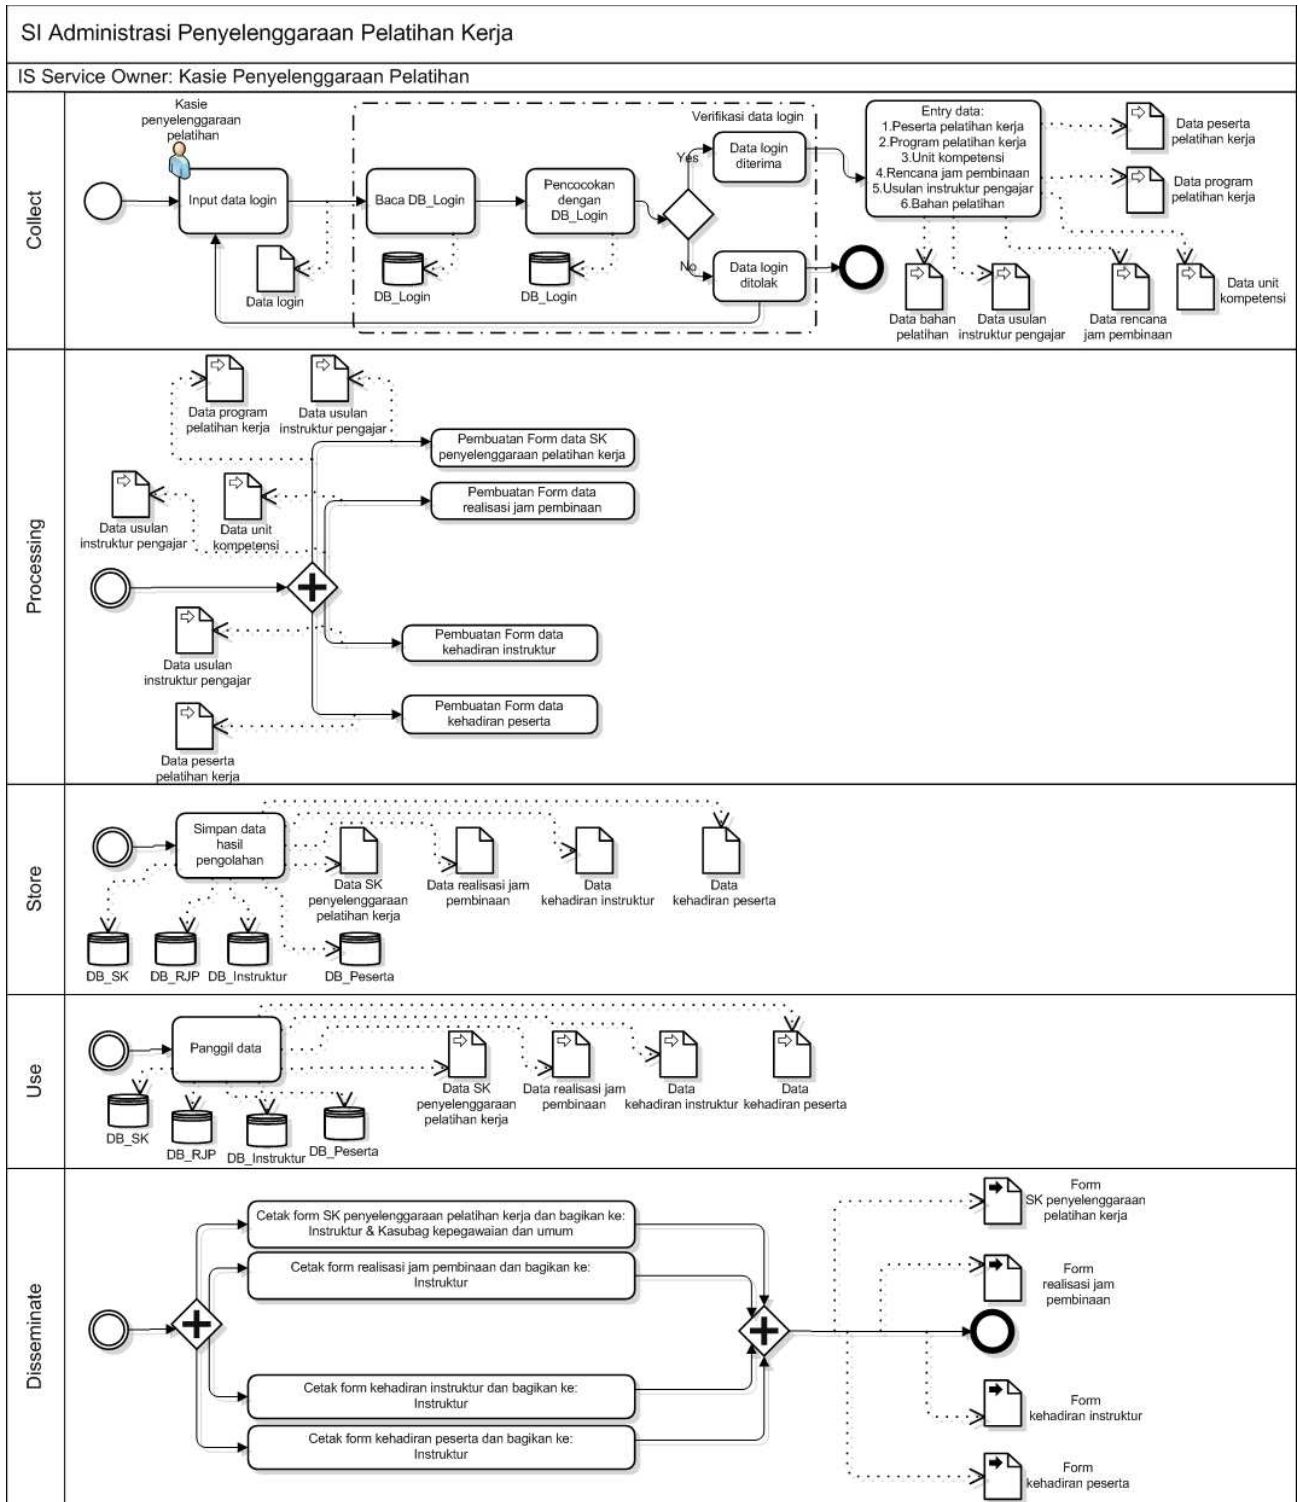 SI Administrasi Penyelenggaraan Pelatihan Kerja
IS Service Owner: Kasie Penyelenggaraan Pelatihan
Collect
Kasie
penyelenggaraan
pelatihan
Input data login
Data login
Verifikasi data login
Baca DB_Login
DB_Login
Pencocokan
dengan
DB_Login
DB_Login
Yes
No
Data login
diterima
Data login
ditolak
Entry data:
1.Peserta pelatihan kerja
2.Program pelatihan kerja
3.Unit kompetensi
4.Rencana jam pembinaan
5.Usulan instruktur pengajar
6.Bahan pelatihan
Data peserta
pelatihan kerja
Data program
pelatihan kerja
Data bahan
pelatihan
Data usulan
instruktur pengajar
Data rencana
jam pembinaan
Data unit
kompetensi
Processing
Data program
pelatihan kerja
Data usulan
instruktur pengajar
Pembuatan Form data SK
penyelenggaraan pelatihan kerja
Data usulan
instruktur pengajar
Data unit
kompetensi
Pembuatan Form data
realisasi jam pembinaan
Data usulan
instruktur pengajar
Pembuatan Form data
kehadiran instruktur
Data peserta
pelatihan kerja
Pembuatan Form data
kehadiran peserta
Store
Simpan data
hasil
pengolahan
Data SK
penyelenggaraan
pelatihan kerja
Data realisasi jam
pembinaan
Data
kehadiran instruktur
Data
kehadiran peserta
DB_SK
DB_RJP
DB_Instruktur
DB_Peserta
Use
Panggil data
Data SK
penyelenggaraan
pelatihan kerja
Data realisasi jam
pembinaan
Data
kehadiran instruktur
Data
kehadiran peserta
DB_SK
DB_RJP
DB_Instruktur
DB_Peserta
Disseminate
Cetak form SK penyelenggaraan pelatihan kerja dan bagikan ke:
Instruktur & Kasubag kepegawaian dan umum
Cetak form realisasi jam pembinaan dan bagikan ke:
Instruktur
Cetak form kehadiran instruktur dan bagikan ke:
Instruktur
Cetak form kehadiran peserta dan bagikan ke:
Instruktur
Form
SK penyelenggaraan
pelatihan kerja
Form
realisasi jam
pembinaan
Form
kehadiran instruktur
Form
kehadiran peserta